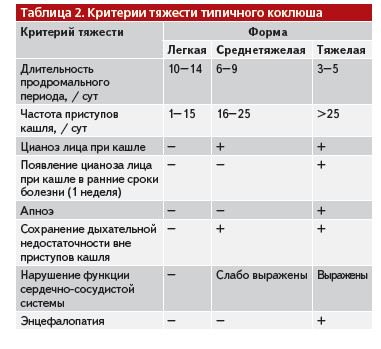 Таблица 2. Критерии тяжести типичного коклюша
Критерий тяжести Форма
Легкая Среднетяжелая Тяжелая
Длительность 10–14 6–9 3–5
продромального
периода, / сут
Частота приступов 1–15 16–25 >25
кашля, / сут
Цианоз лица при кашле – + +
Появление цианоза лица – – +
при кашле в ранние сроки
болезни (1 неделя)
Апноэ – – +
Сохранение дыхательной – + +
недостаточности вне
приступов кашля
Нарушение функции – Слабо выражены Выражены
сердечно-сосудистой
системы
Энцефалопатия – – +